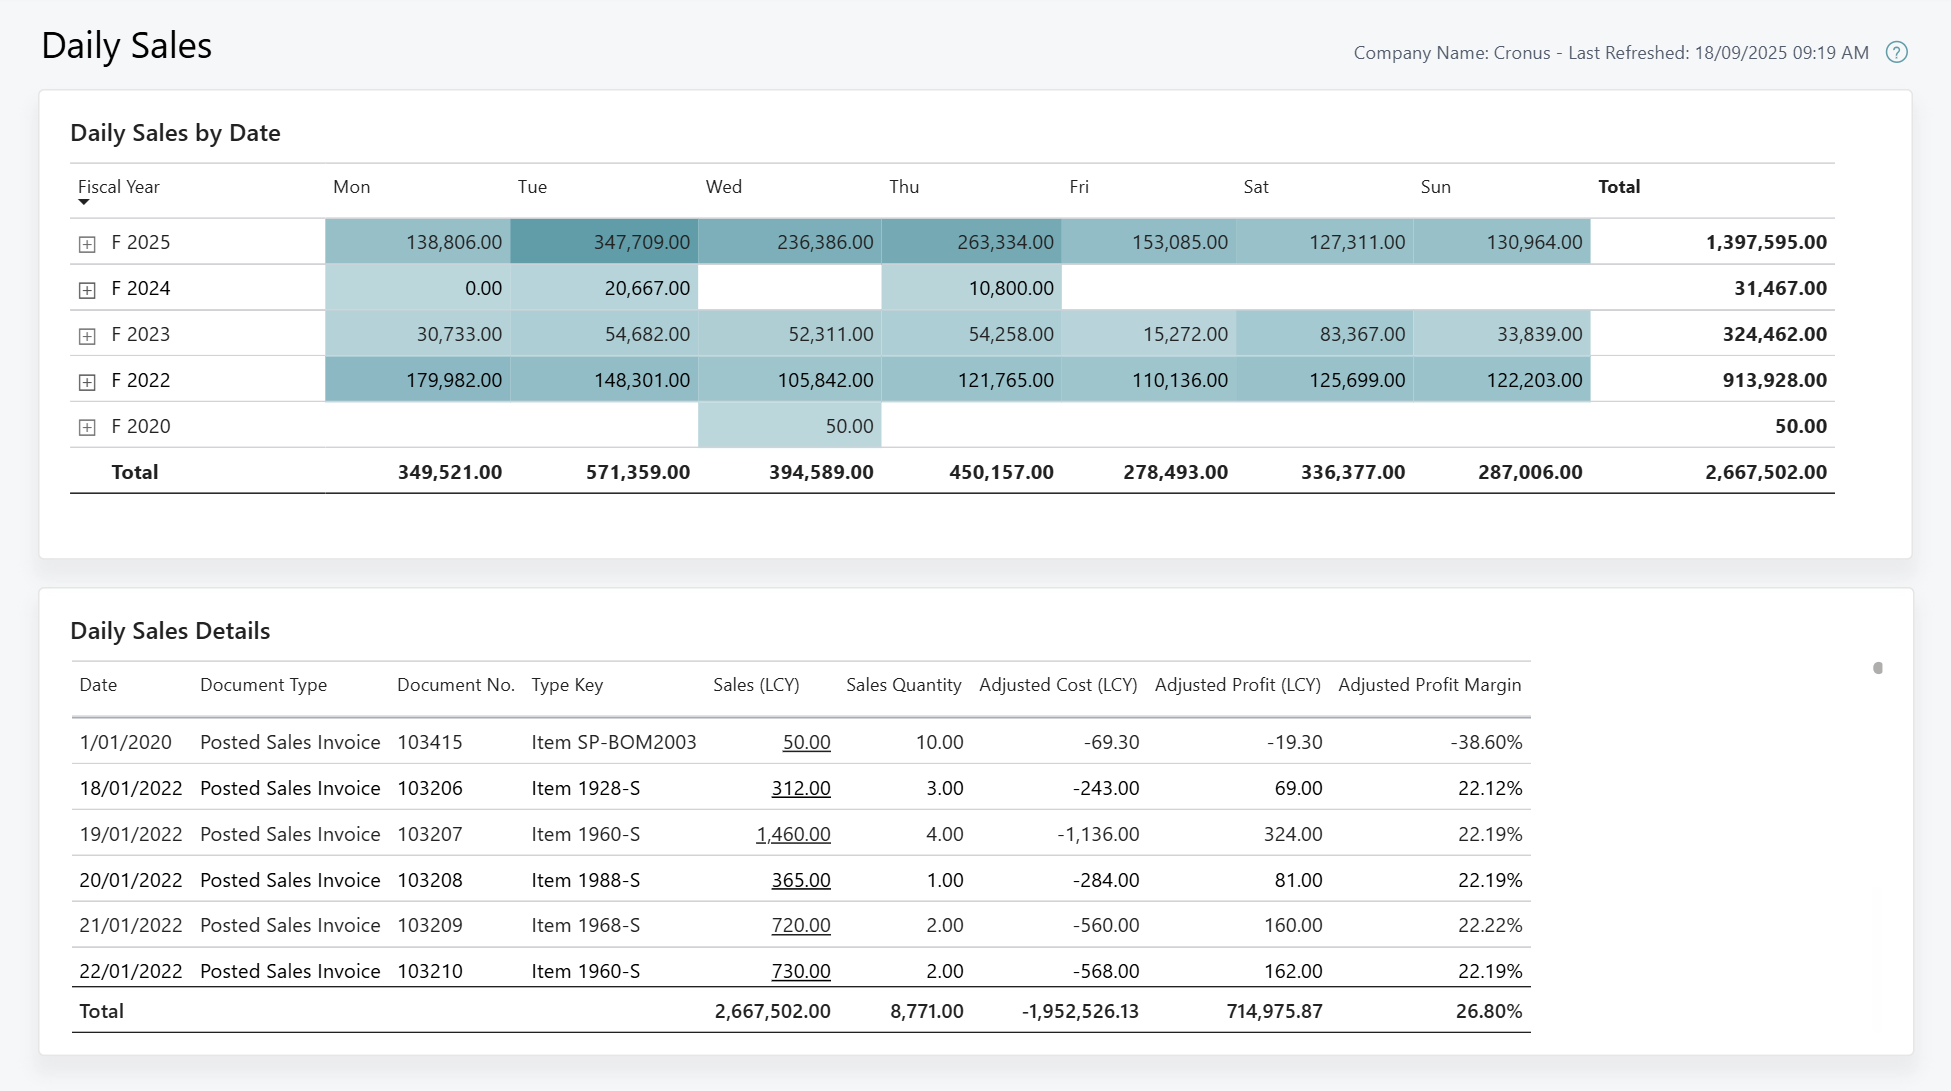 Daily Sales
Company Name: Cronus - Last Refreshed: 18/09/2025 09:19 AM ?
Daily Sales by Date
Fiscal Year Mon Tue Wed Thu Fri Sat Sun Total
F 2025 138,806.00 347,709.00 236,386.00 263,334.00 153,085.00 127,311.00 130,964.00 1,397,595.00
F 2024 0.00 20,667.00 10,800.00 31,467.00
F 2023 30,733.00 54,682.00 52,311.00 54,258.00 15,272.00 83,367.00 33,839.00 324,462.00
F 2022 179,982.00 148,301.00 105,842.00 121,765.00 110,136.00 125,699.00 122,203.00 913,928.00
F 2020 50.00 50.00
Total 349,521.00 571,359.00 394,589.00 450,157.00 278,493.00 336,377.00 287,006.00 2,667,502.00
Daily Sales Details
Date Document Type Document No. Type Key Sales (LCY) Sales Quantity Adjusted Cost (LCY) Adjusted Profit (LCY) Adjusted Profit Margin
1/01/2020 Posted Sales Invoice 103415 Item SP-BOM2003 50.00 10.00 -69.30 -19.30 -38.60%
18/01/2022 Posted Sales Invoice 103206 Item 1928-S 312.00 3.00 -243.00 69.00 22.12%
19/01/2022 Posted Sales Invoice 103207 Item 1960-S 1,460.00 4.00 -1,136.00 324.00 22.19%
20/01/2022 Posted Sales Invoice 103208 Item 1988-S 365.00 1.00 -284.00 81.00 22.19%
21/01/2022 Posted Sales Invoice 103209 Item 1968-S 720.00 2.00 -560.00 160.00 22.22%
22/01/2022 Posted Sales Invoice 103210 Item 1960-S 730.00 2.00 -568.00 162.00 22.19%
Total 2,667,502.00 8,771.00 -1,952,526.13 714,975.87 26.80%